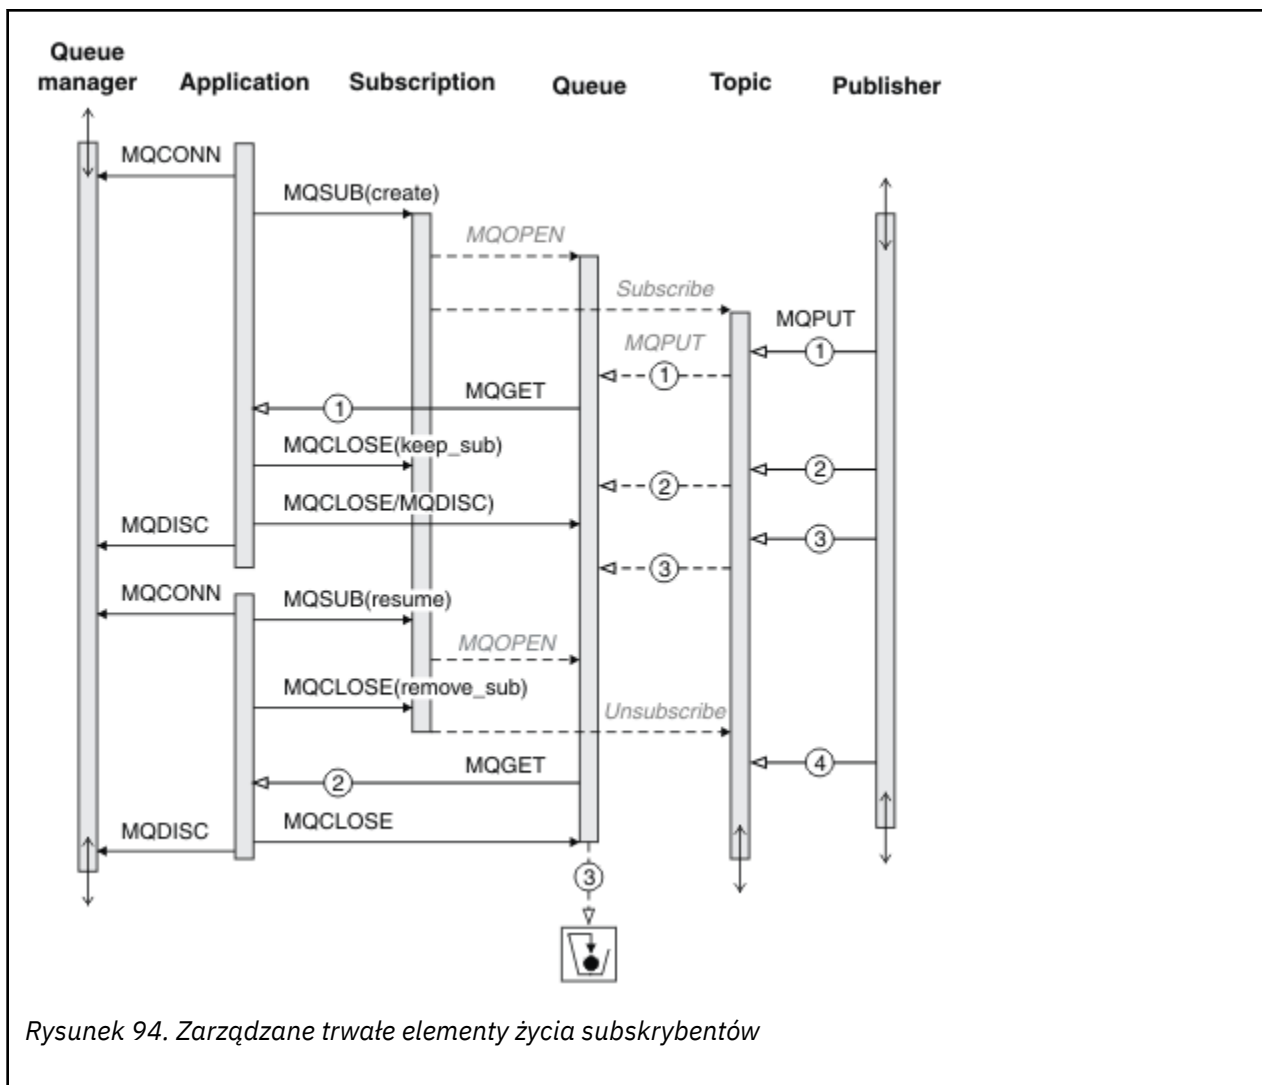 Queue
manager Application Subscription Queue Topic Publisher
MQCONN
MQSUB(create)
MQOPEN
Subscribe
MQPUT
MQPUT
1
1
MQGET
1
MQCLOSE(keep_sub)
2
2
MQCLOSE/MQDISC)
MQDISC
3
3
MQCONN
MQSUB(resume)
MQOPEN
MQCLOSE(remove_sub)
Unsubscribe
MQGET
4
2
MQCLOSE
MQDISC
3
Rysunek 94. Zarządzane trwałe elementy życia subskrybentów